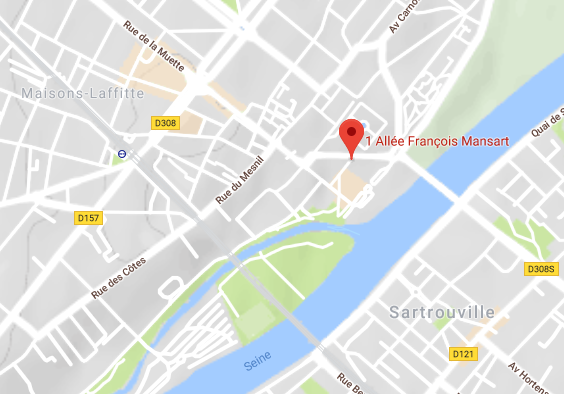 Av Carno
Rue de la Muette
Maisons-Laffitte
D308
1 Allée François Mansart
Quai de S
Rue du Mesnil
D157
Rue des Côtes
D308S
Sartrouville
Seine
D121
Rue Be
Av Hortens